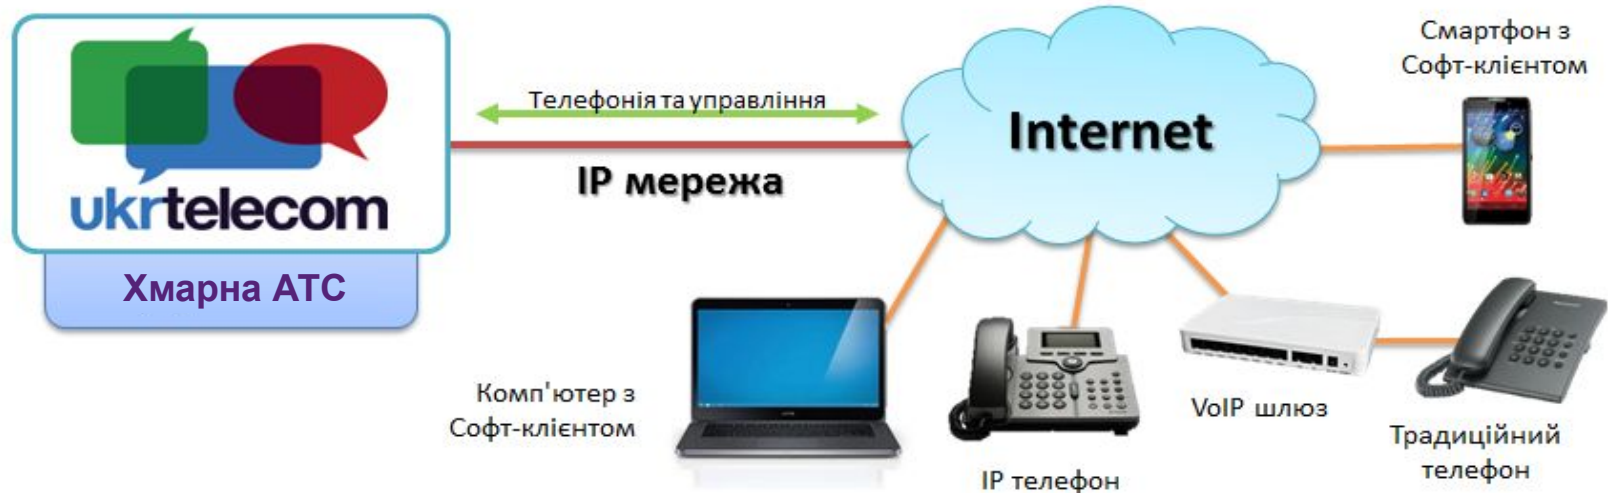 ukrtelecom
Хмарна АТС
Телефонія та управління
IP мережа
Internet
Смартфон з
Софт-клієнтом
Комп'ютер з
Софт-клієнтом
IP телефон
VoIP шлюз
Традиційний
телефон